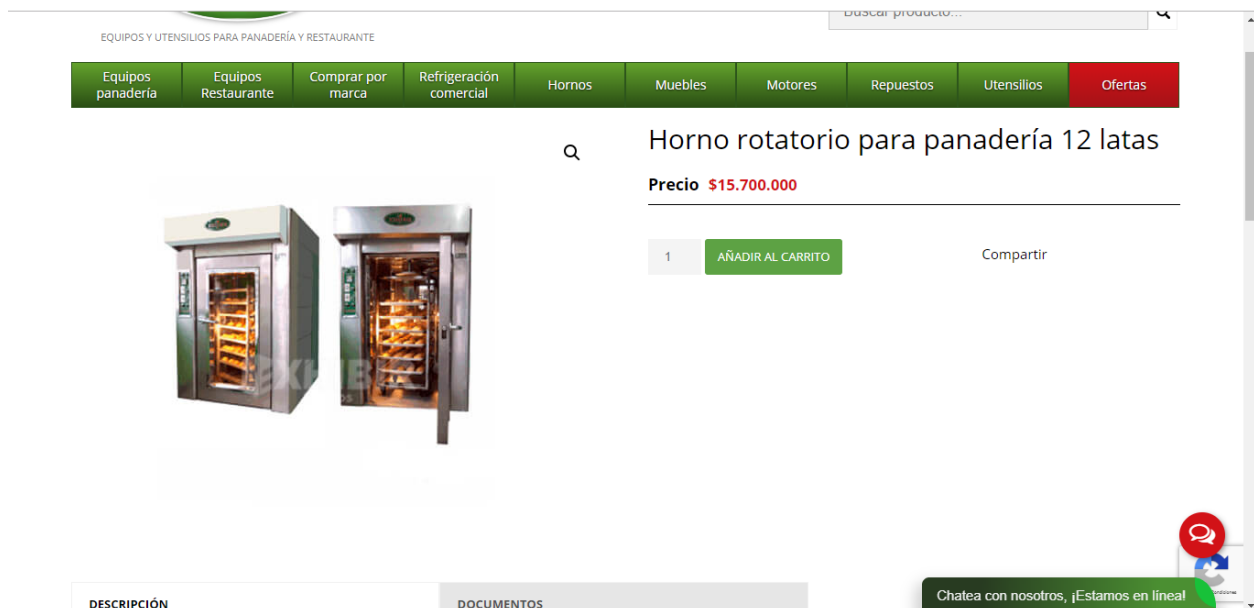 Buscar producto...
EQUIPOS Y UTENSILIOS PARA PANADERÍA Y RESTAURANTE
Equipos panadería
Equipos Restaurante
Comprar por marca
Refrigeración comercial
Hornos
Muebles
Motores
Repuestos
Utensilios
Ofertas
Horno rotatorio para panadería 12 latas
Precio $15.700.000
1
AÑADIR AL CARRITO
Compartir
DESCRIPCIÓN
DOCUMENTOS
Chatea con nosotros, ¡Estamos en línea!